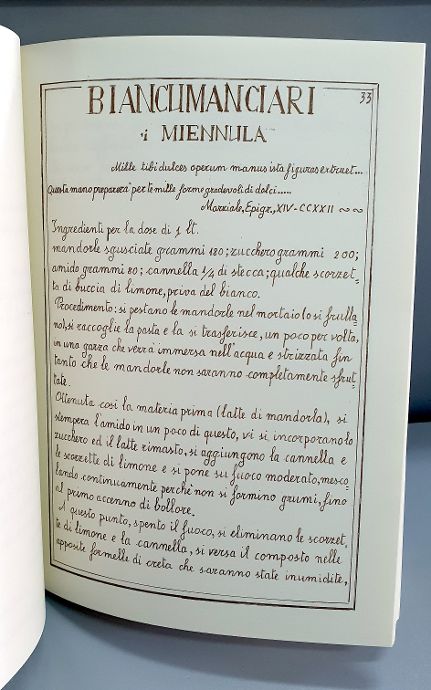 33
BIANCUMANCIARI
'i MIENNULA
Mille tibi dulces operum manus ista figuras extruet...
Questa mano preparerà per te mille forme gradevoli di dolci.....
Marziale, Epigr., XIV-CCXXII
Ingredienti per la dose di 1 lt.
mandorle sgusciate grammi 120; zucchero grammi 200;
amido grammi 80; cannella 1/4 di stecca; qualche scorzet=
ta di buccia di limone, priva del bianco.
Procedimento: si pestano le mandorle nel mortaio (o si frulla
no), si raccoglie la pasta e la si trasferisce, un poco per volta,
in una garza che verrà immersa nell'acqua e strizzata fin
tanto che le mandorle non saranno completamente sfrut=
tate.
Ottenuta così la materia prima (latte di mandorla), si
stempera l'amido in un poco di questo, vi si incorporano lo
zucchero ed il latte rimasto, si aggiungono la cannella e
le scorzette di limone e si pone su fuoco moderato, mesco
lando continuamente perché non si formino grumi, fino
al primo accenno di bollore.
A questo punto, spento il fuoco, si eliminano le scorzet=
te di limone e la cannella, si versa il composto nelle
apposite formelle di creta che saranno state inumidite,